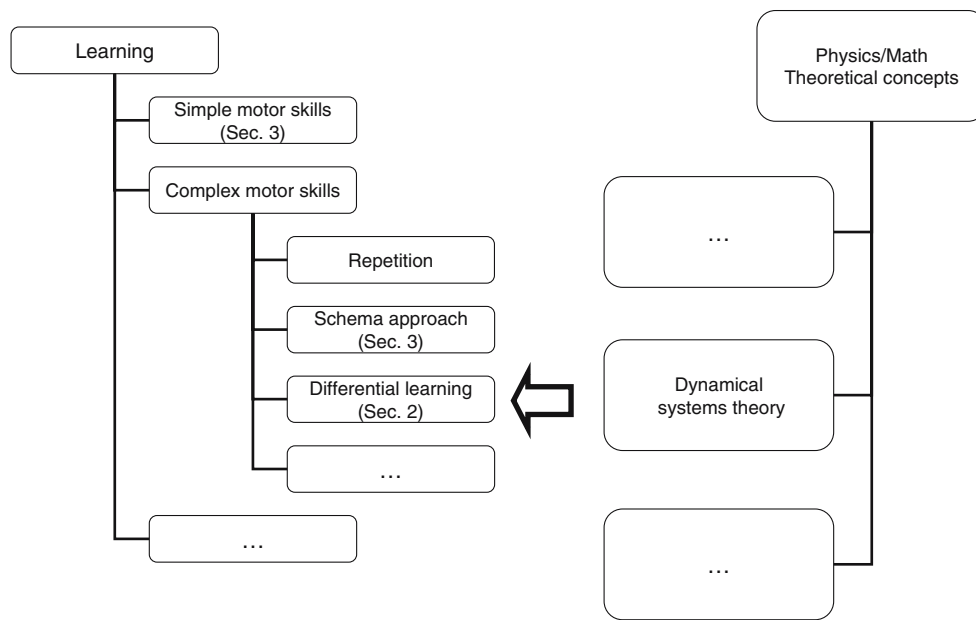 Learning
Simple motor skills
(Sec. 3)
Complex motor skills
Repetition
Schema approach
(Sec. 3)
Differential learning
(Sec. 2)
…
…
Physics/Math
Theoretical concepts
…
Dynamical
systems theory
…